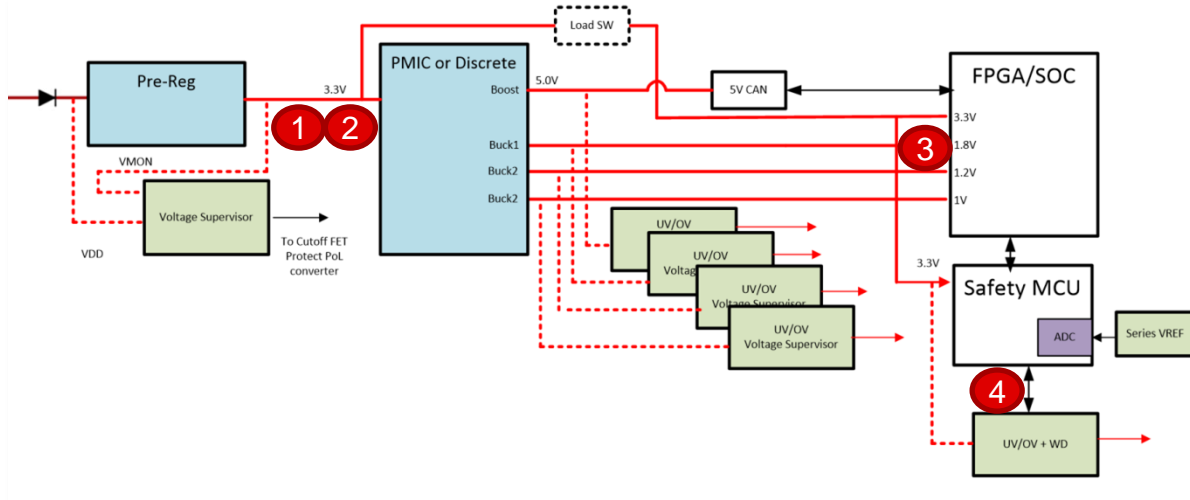 Load SW
Pre-Reg
3.3V
PMIC or Discrete
5.0V
Boost
5V CAN
FPGA/SOC
3.3V
1
2
3
1.8V
Buck1
Buck2
1.2V
Buck2
1V
VMON
Voltage Supervisor
To Cutoff FET
Protect PoL
converter
VDD
UV/OV
UV/OV
Voltage
UV/OV
Voltage Supervisor
UV/OV
Voltage Supervisor
3.3V
Safety MCU
ADC
Series VREF
4
UV/OV + WD